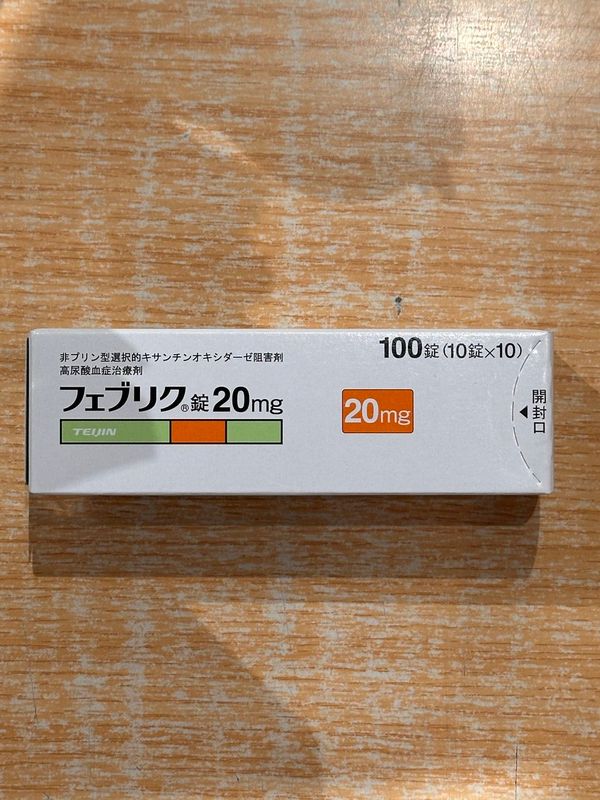 非プリン型選択的キサンチンオキシダーゼ阻害剤
高尿酸血症治療剤
フェブリク®錠20mg
TEIJIN
100錠(10錠×10)
20mg
◀開封口